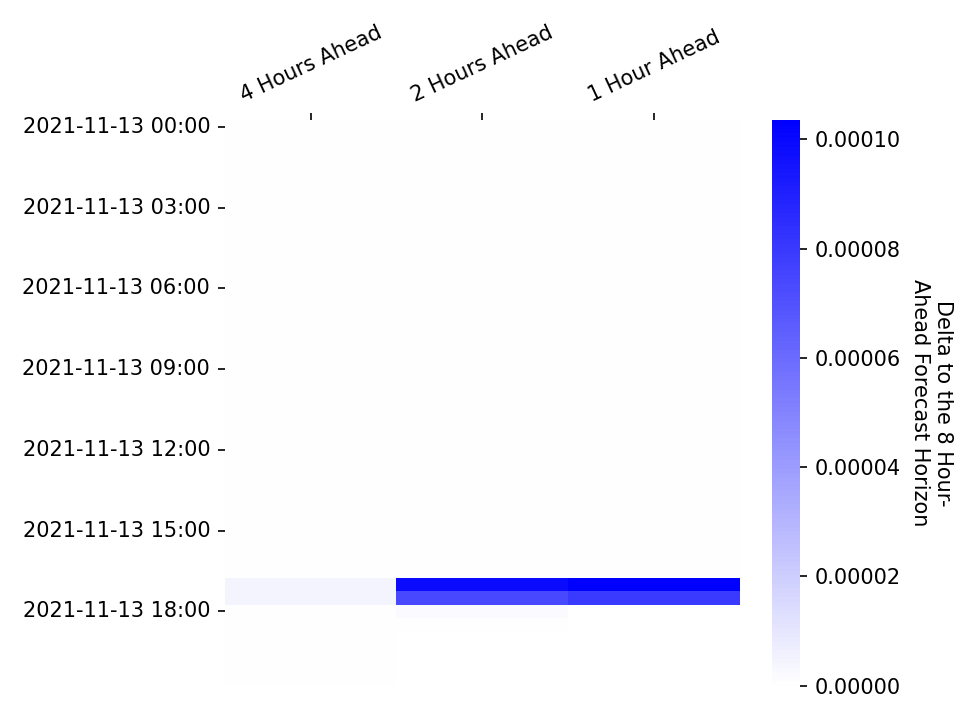 4 Hours Ahead
2 Hours Ahead
1 Hour Ahead
2021-11-13 00:00
2021-11-13 03:00
2021-11-13 06:00
2021-11-13 09:00
2021-11-13 12:00
2021-11-13 15:00
2021-11-13 18:00
0.00010
0.00008
0.00006
0.00004
0.00002
0.00000
Delta to the 8 Hour-
Ahead Forecast Horizon